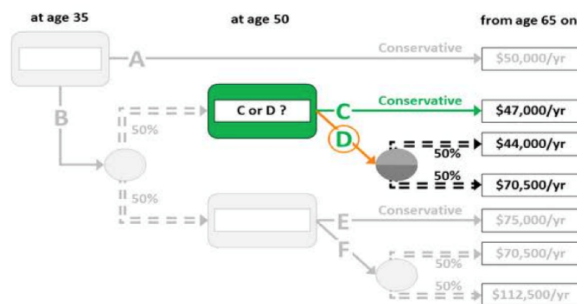 at age 35
at age 50
from age 65 on
A
Conservative
$50,000/yr
B
50%
C or D ?
C
Conservative
$47,000/yr
D
50%
$44,000/yr
50%
$70,500/yr
50%
E
Conservative
$75,000/yr
F
50%
$70,500/yr
50%
$112,500/yr